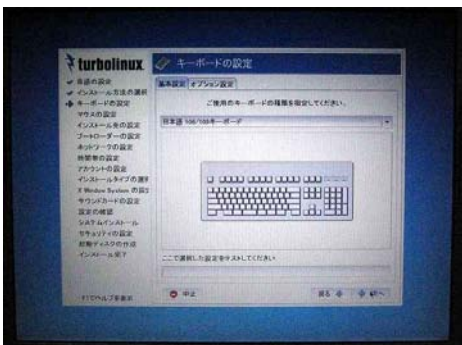 turbolinux
キーボードの設定
言語の設定
インストール方法の選択
キーボードの設定
マウスの設定
インストール先の設定
ブートローダーの設定
ネットワークの設定
時間帯の設定
アカウントの設定
インストールタイプの選択
X Window System の設定
サウンドカードの設定
設定の確認
システムインストール
セキュリティの設定
起動ディスクの作成
インストール完了
F1でヘルプを表示
基本設定 オプション設定
ご使用のキーボードの種類を指定してください。
日本語 106/109キーボード
ここで選択した設定をテストしてください
中止
戻る
次へ